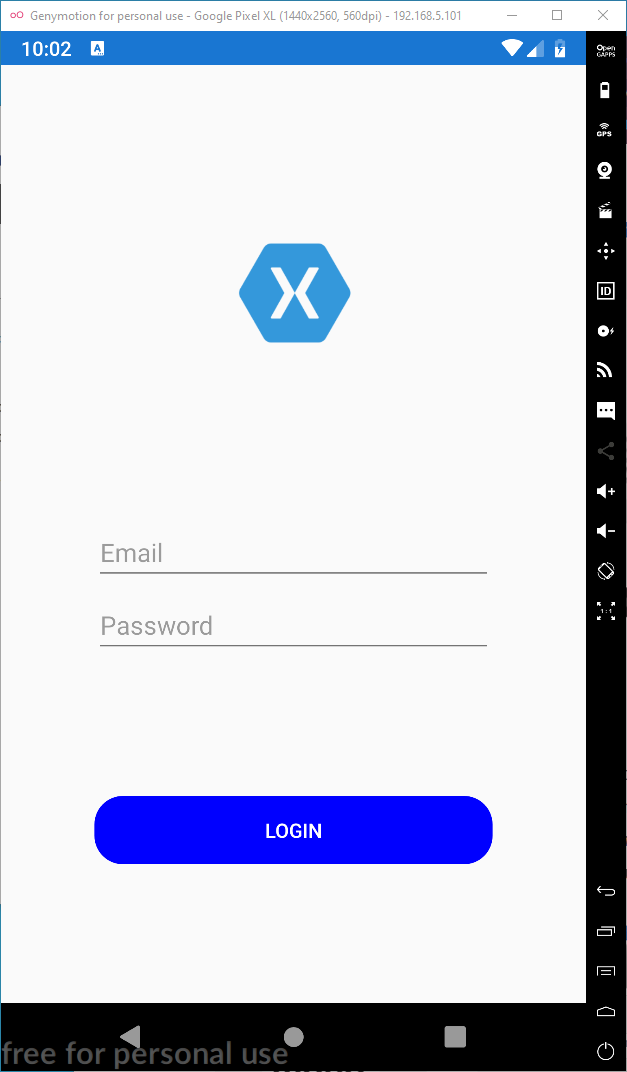 Genymotion for personal use - Google Pixel XL (1440x2560, 560dpi) - 192.168.5.101
10:02
A
Open
GAPPS
GPS
ID
X
Email
Password
1:1
LOGIN
free for personal use